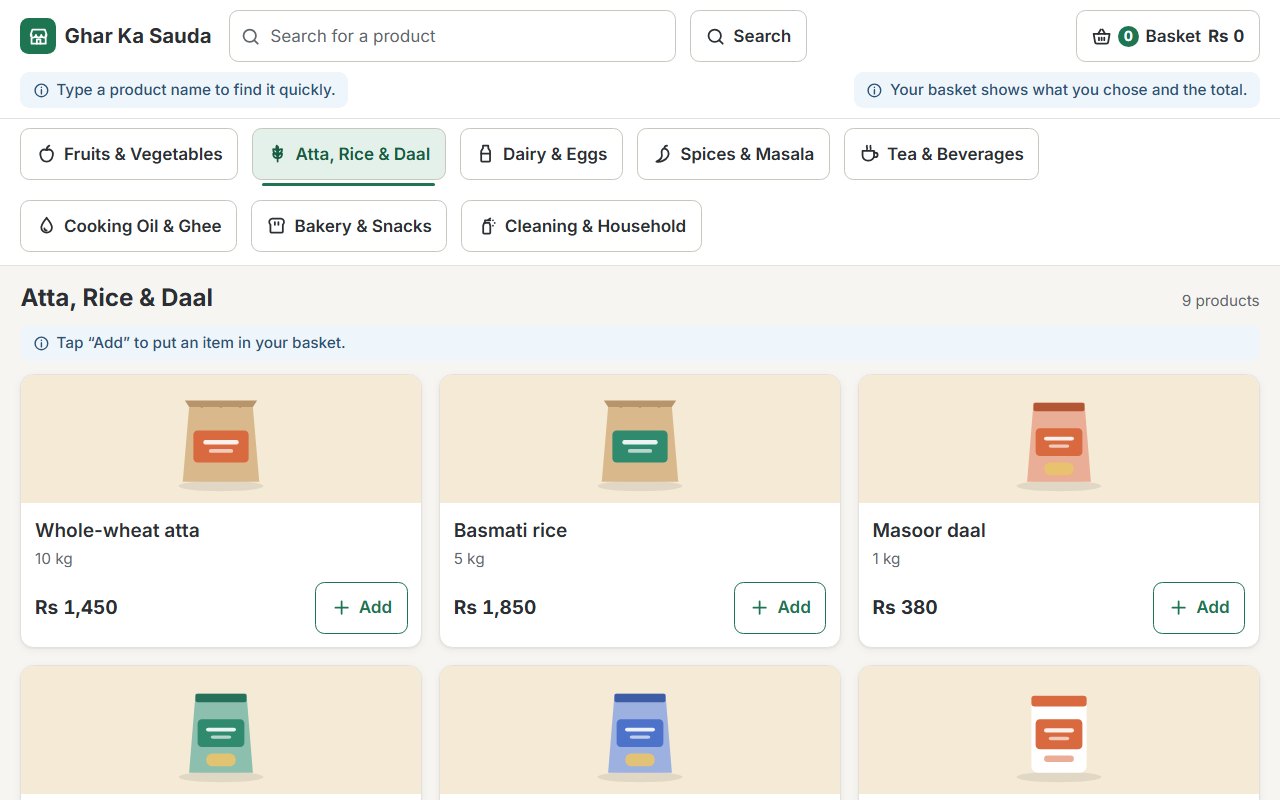 Ghar Ka Sauda
Search for a product
Search
0 Basket Rs 0
Type a product name to find it quickly.
Your basket shows what you chose and the total.
Fruits & Vegetables
Atta, Rice & Daal
Dairy & Eggs
Spices & Masala
Tea & Beverages
Cooking Oil & Ghee
Bakery & Snacks
Cleaning & Household
Atta, Rice & Daal
9 products
Tap “Add” to put an item in your basket.
Whole-wheat atta
10 kg
Rs 1,450
Add
Basmati rice
5 kg
Rs 1,850
Add
Masoor daal
1 kg
Rs 380
Add